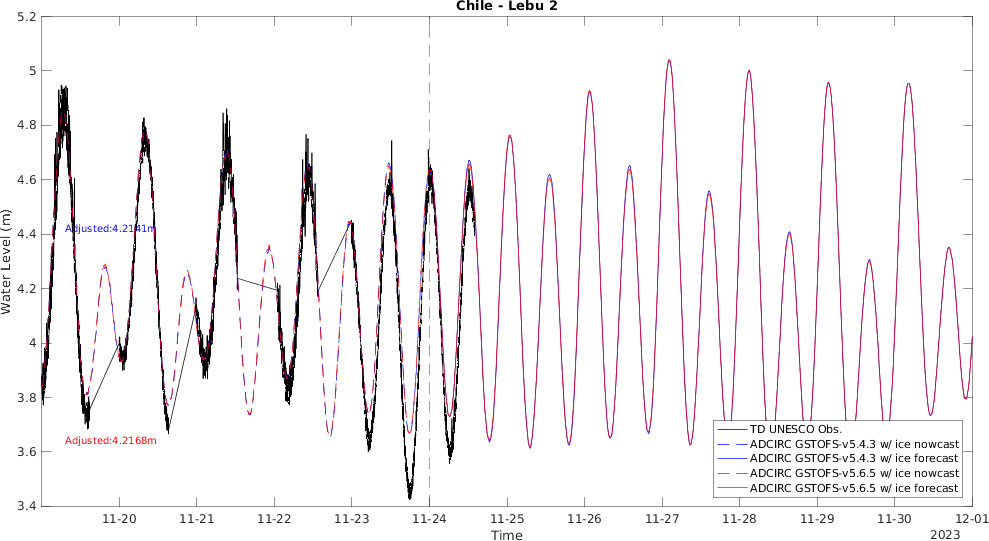 Chile - Lebu 2
5.2
5
4.8
4.6
4.4
4.2
4
3.8
3.6
3.4
Water Level (m)
Adjusted:4.2141m
Adjusted:4.2168m
TD UNESCO Obs.
ADCIRC GSTOFS-v5.4.3 w/ ice nowcast
ADCIRC GSTOFS-v5.4.3 w/ ice forecast
ADCIRC GSTOFS-v5.6.5 w/ ice nowcast
ADCIRC GSTOFS-v5.6.5 w/ ice forecast
11-20 11-21 11-22 11-23 11-24 11-25 11-26 11-27 11-28 11-29 11-30 12-01
Time
2023